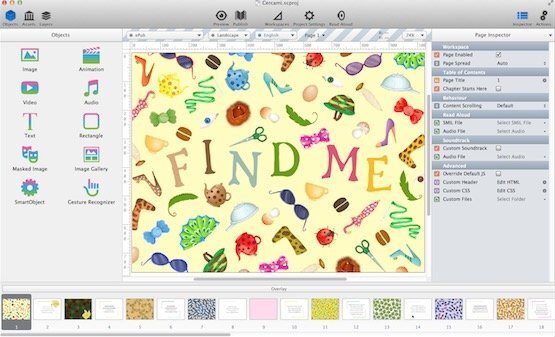 Cercami.xcproj
Objects Assets Layers Preview Publish Workspaces Project Settings Read Aloud Inspector Actions
Objects
ePub Landscape English Page 1
Page Inspector
Image Animation
Video Audio
Text Rectangle
Masked Image Image Gallery
SmartObject Gesture Recognizer
FIND ME
Workspace
Page Enabled
Page Spread Auto
Table of Contents
Page Title 1
Chapter Starts Here
Behaviour
Content Scrolling Default
Read Aloud
SMIL File Select SMIL File
Audio File Select Audio
Soundtrack
Custom Soundtrack
Audio File Select Audio
Advanced
Override Default JS
Custom Header Edit HTML
Custom CSS Edit CSS
Custom Files Select Folder
Overlay
1 2 3 4 5 6 7 8 9 10 11 12 13 14 15 16 17 18